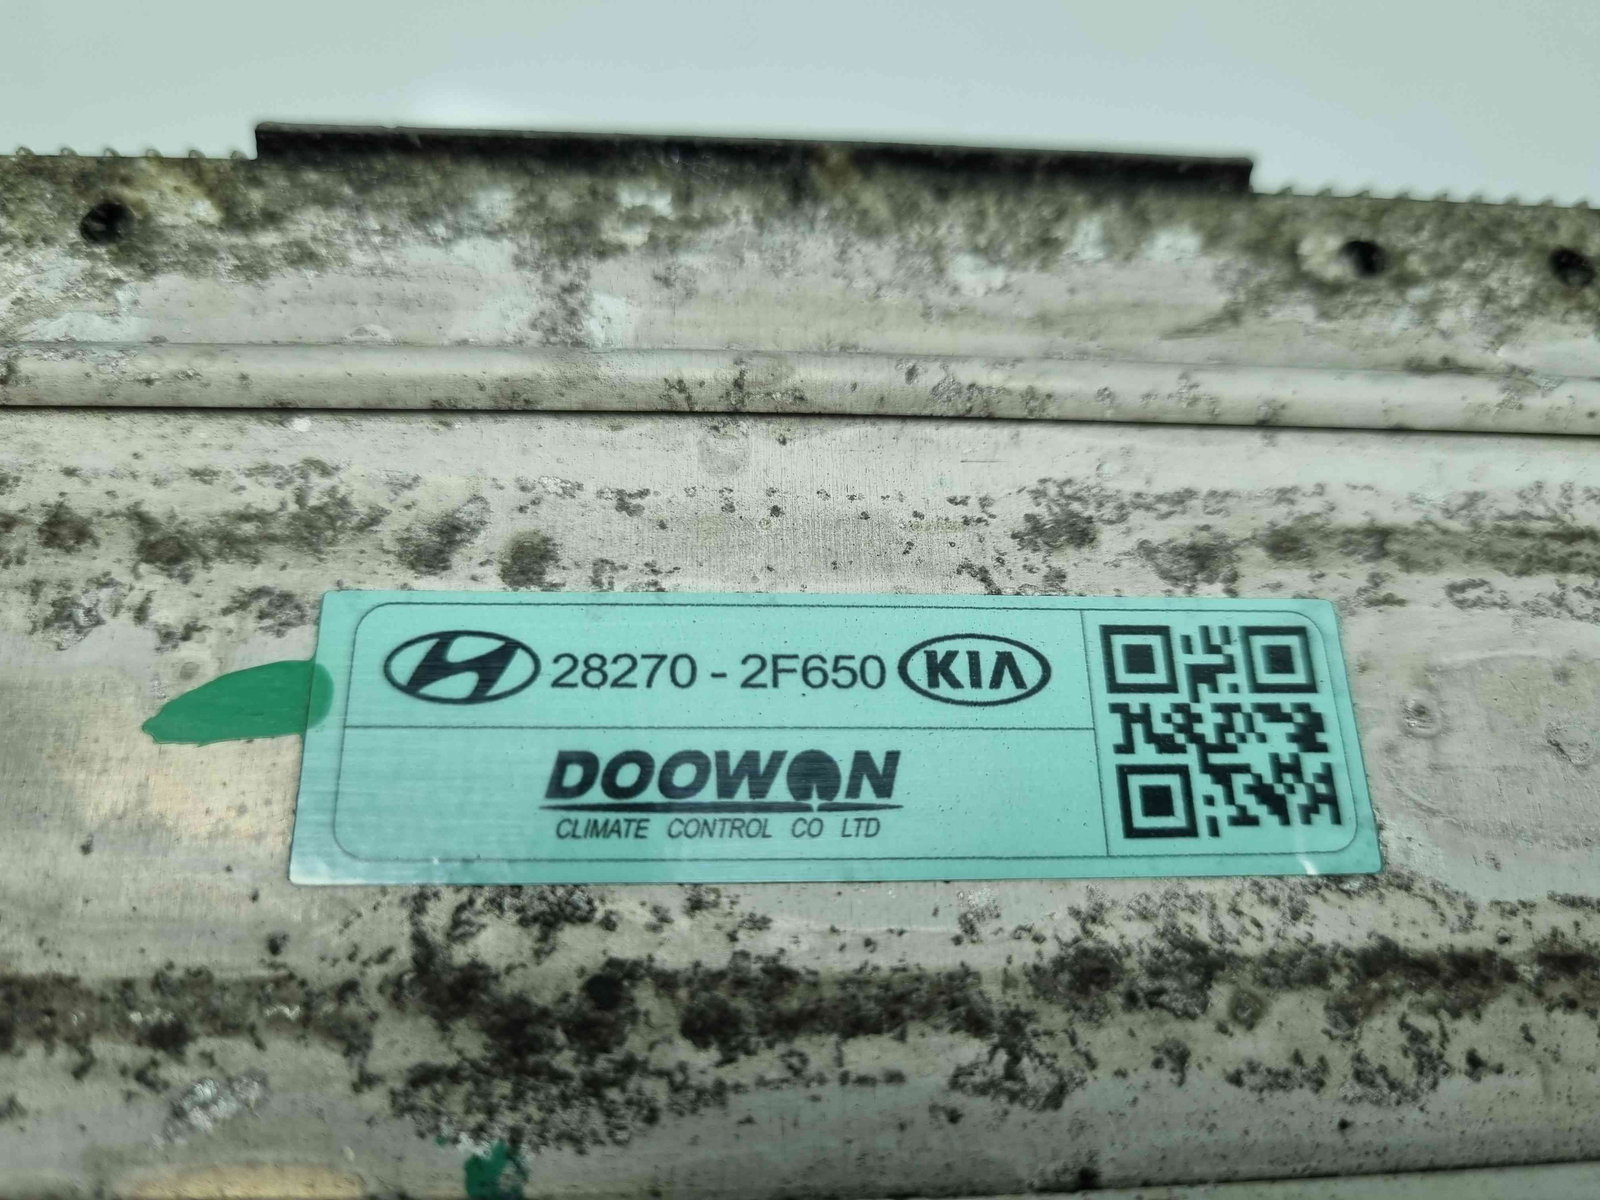 28270 - 2F650 KIA
DOOWON
CLIMATE CONTROL CO LTD